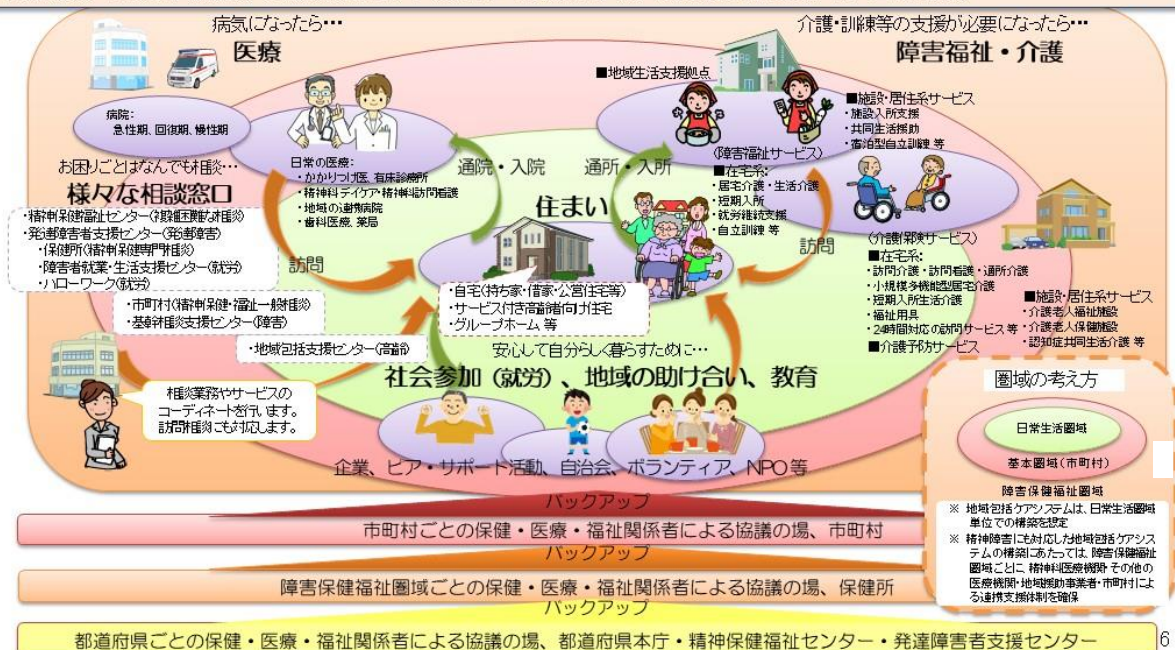 病気になったら…
医療
病院:
急性期、回復期、慢性期
日常の医療:
・かかりつけ医、有床診療所
・精神科デイケア・精神科訪問看護
・地域の連携病院
・歯科医療、薬局
通院・入院
訪問
お困りごとはなんでも相談…
様々な相談窓口
・精神保健福祉センター(複雑困難な相談)
・発達障害者支援センター(発達障害)
・保健所(精神保健専門相談)
・障害者就業・生活支援センター(就労)
・ハローワーク(就労)
・市町村(精神保健・福祉一般相談)
・基幹相談支援センター(障害)
・地域包括支援センター(高齢)
相談業務やサービスの
コーディネートを行います。
訪問相談にも対応します。
住まい
・自宅(持ち家・借家・公営住宅等)
・サービス付き高齢者向け住宅
・グループホーム 等
介護・訓練等の支援が必要になったら…
障害福祉・介護
■地域生活支援拠点
通所・入所
訪問
■施設・居住系サービス
・施設入所支援
・共同生活援助
・宿泊型自立訓練 等
(障害福祉サービス)
■在宅系:
・居宅介護・生活介護
・短期入所
・就労継続支援
・自立訓練 等
(介護保険サービス)
■在宅系:
・訪問介護・訪問看護・通所介護
・小規模多機能型居宅介護
・短期入所生活介護
・福祉用具
・24時間対応の訪問サービス 等
■介護予防サービス
■施設・居住系サービス
・介護老人福祉施設
・介護老人保健施設
・認知症共同生活介護 等
安心して自分らしく暮らすために…
社会参加(就労)、地域の助け合い、教育
企業、ピア・サポート活動、自治会、ボランティア、NPO等
圏域の考え方
日常生活圏域
基本圏域(市町村)
障害保健福祉圏域
※ 地域包括ケアシステムは、日常生活圏域
単位での構築を想定
※ 精神障害にも対応した地域包括ケアシス
テムの構築にあたっては、障害保健福祉
圏域ごとに、精神科医療機関・その他の
医療機関・地域援助事業者・市町村によ
る連携支援体制を確保
バックアップ
市町村ごとの保健・医療・福祉関係者による協議の場、市町村
バックアップ
障害保健福祉圏域ごとの保健・医療・福祉関係者による協議の場、保健所
バックアップ
都道府県ごとの保健・医療・福祉関係者による協議の場、都道府県本庁・精神保健福祉センター・発達障害者支援センター
6